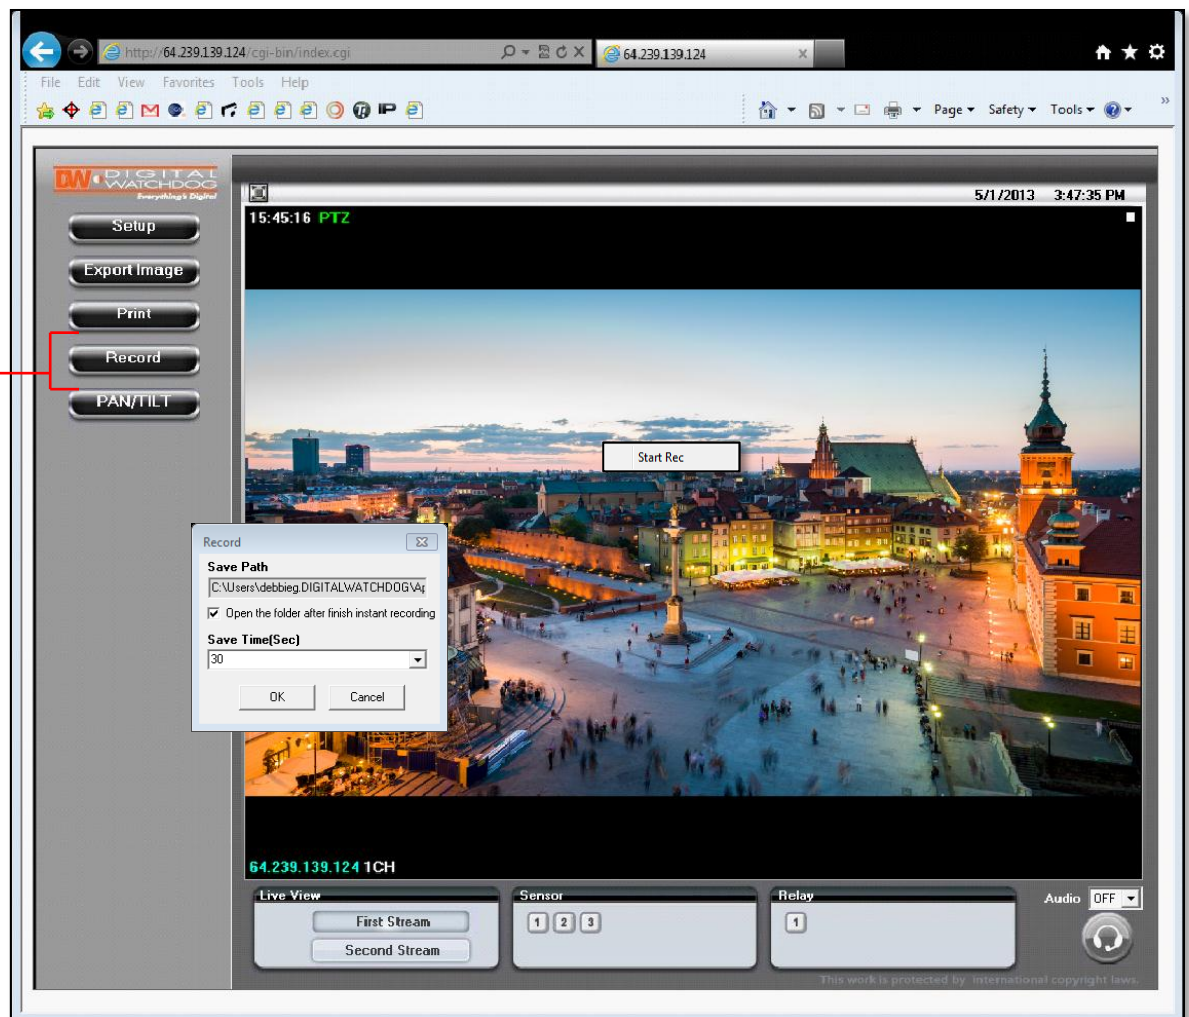 http://64.239.139.124/cgi-bin/index.cgi
64.239.139.124
File Edit View Favorites Tools Help
Page Safety Tools
DW DIGITAL
WATCHDOG
Everything's Digital
5/1/2013 3:47:35 PM
15:45:16 PTZ
Setup
Export Image
Print
Record
PAN/TILT
Start Rec
Record
Save Path
C:\Users\debbieg.DIGITALWATCHDOG\Ap
Open the folder after finish instant recording
Save Time(Sec)
30
OK Cancel
64.239.139.124 1CH
Live View
First Stream
Second Stream
Sensor
1 2 3
Relay
1
Audio OFF
This work is protected by international copyright laws.